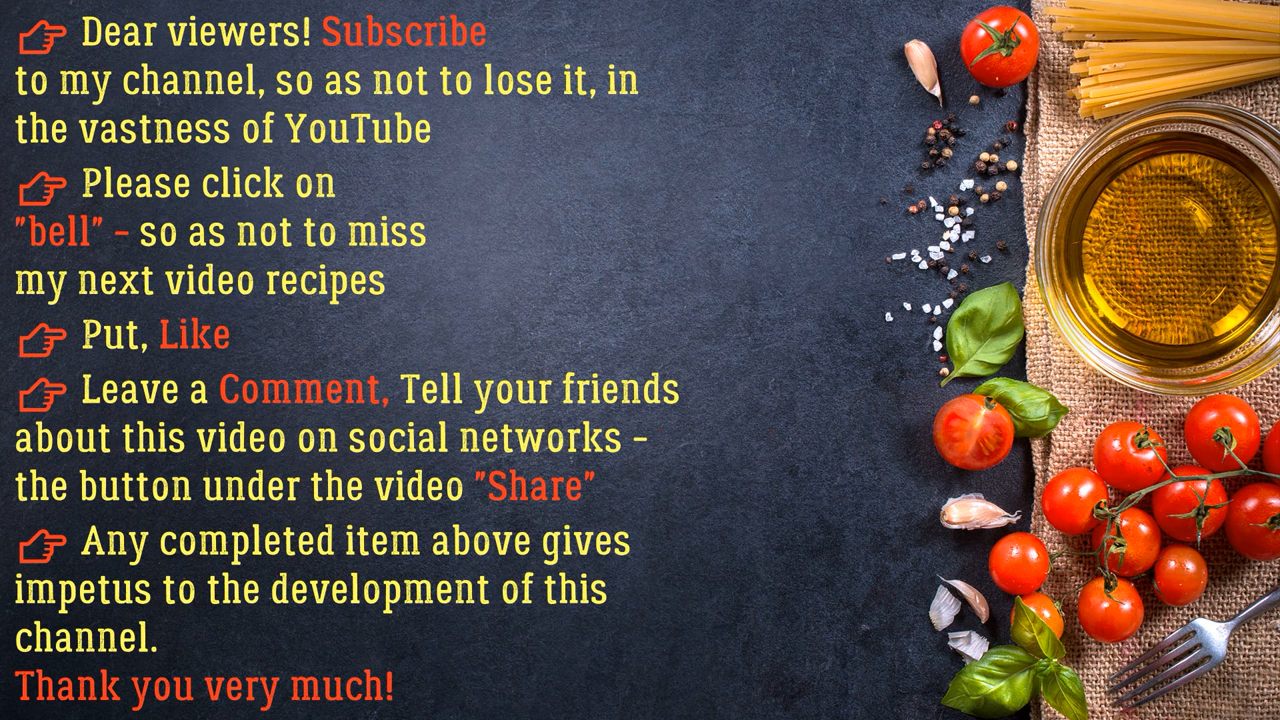 👉 Dear viewers! Subscribe
to my channel, so as not to lose it, in
the vastness of YouTube
👉 Please click on
"bell" - so as not to miss
my next video recipes
👉 Put, Like
👉 Leave a Comment, Tell your friends
about this video on social networks -
the button under the video "Share"
👉 Any completed item above gives
impetus to the development of this
channel.
Thank you very much!